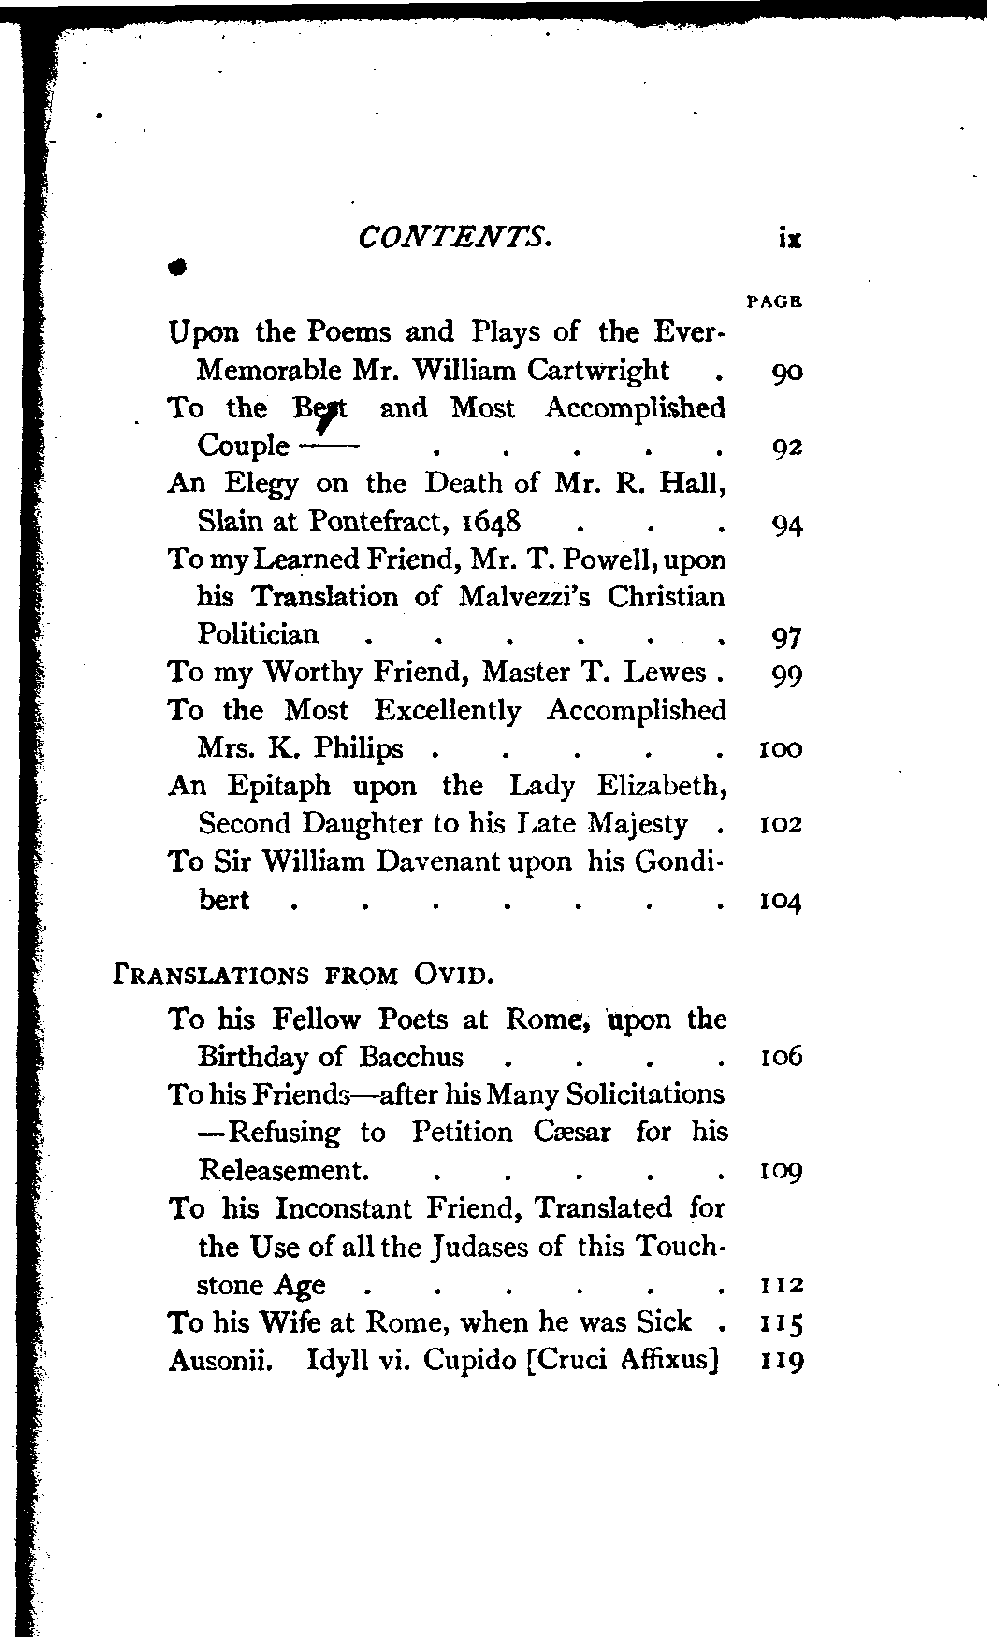 CONTENTS. ix
PAGE
Upon the Poems and Plays of the Ever-
Memorable Mr. William Cartwright . 90
To the Best and Most Accomplished
Couple —— . . . . . 92
An Elegy on the Death of Mr. R. Hall,
Slain at Pontefract, 1648 . . . 94
To my Learned Friend, Mr. T. Powell, upon
his Translation of Malvezzi's Christian
Politician . . . . . . 97
To my Worthy Friend, Master T. Lewes . 99
To the Most Excellently Accomplished
Mrs. K. Philips . . . . . 100
An Epitaph upon the Lady Elizabeth,
Second Daughter to his Late Majesty . 102
To Sir William Davenant upon his Gondi-
bert . . . . . . . 104
TRANSLATIONS FROM OVID.
To his Fellow Poets at Rome, upon the
Birthday of Bacchus . . . . 106
To his Friends—after his Many Solicitations
—Refusing to Petition Cæsar for his
Releasement. . . . . . 109
To his Inconstant Friend, Translated for
the Use of all the Judases of this Touch-
stone Age . . . . . . 112
To his Wife at Rome, when he was Sick . 115
Ausonii. Idyll vi. Cupido [Cruci Affixus] 119